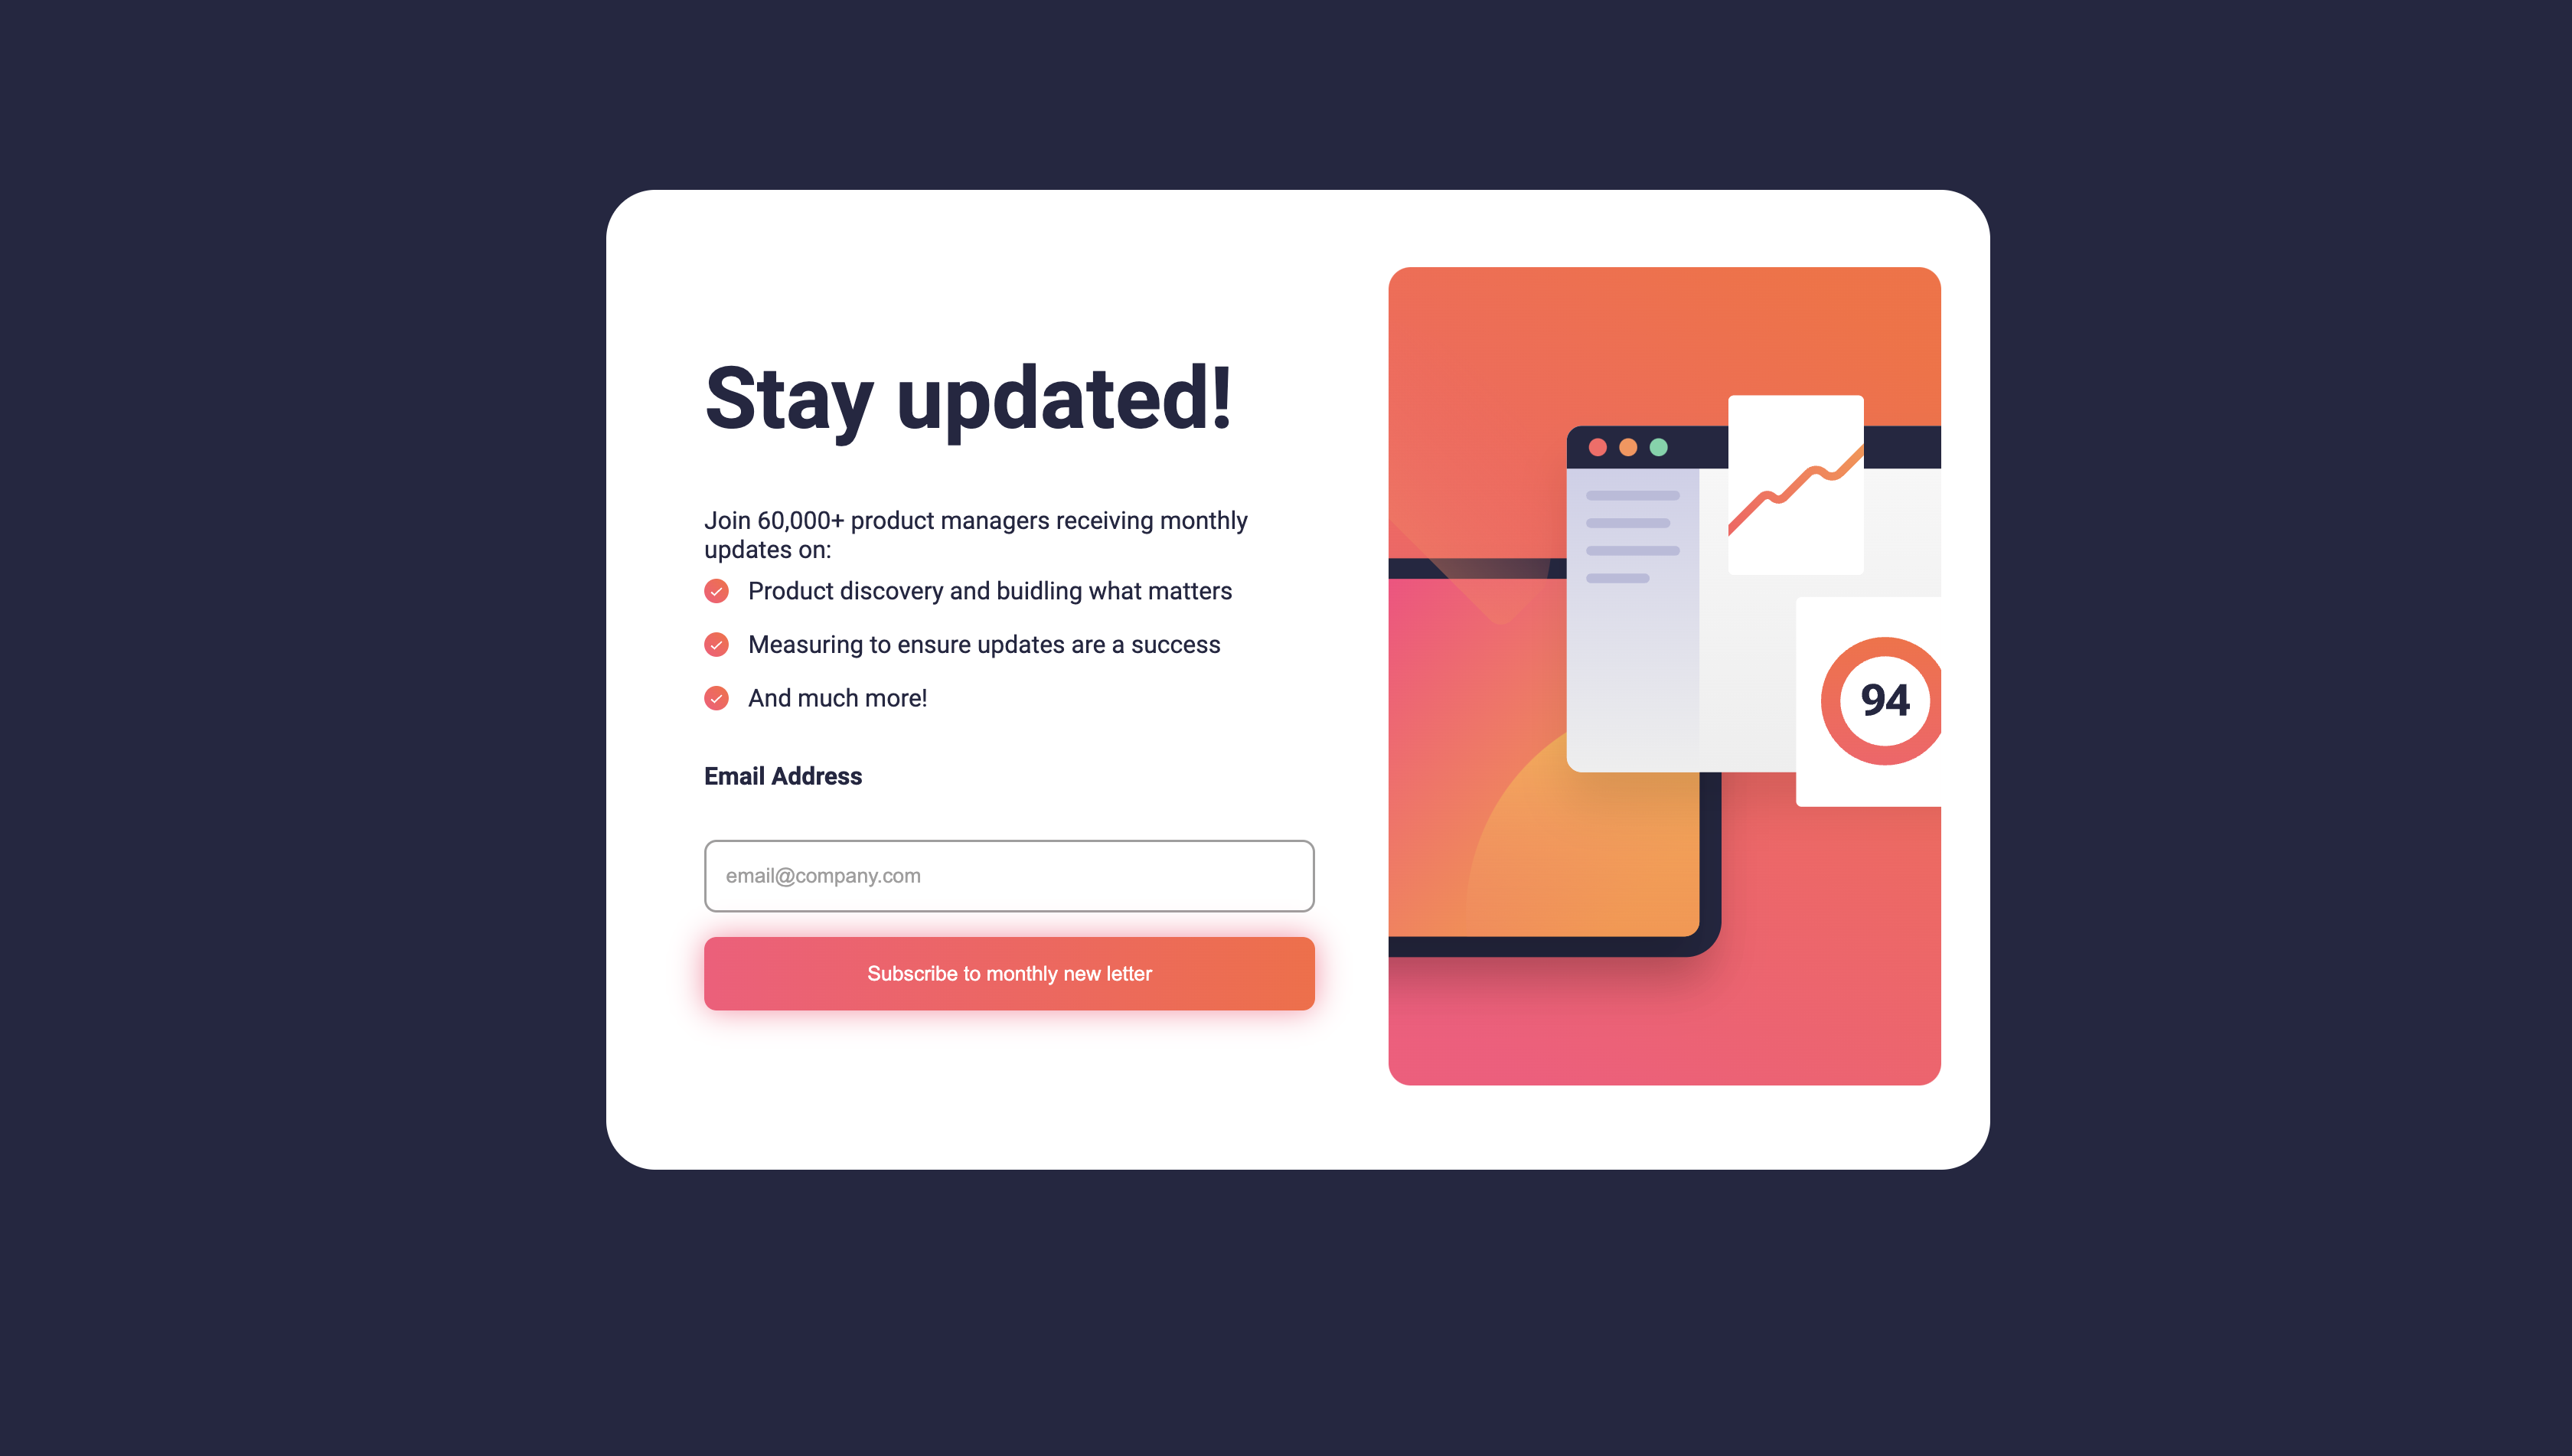 Stay updated!
Join 60,000+ product managers receiving monthly
updates on:
Product discovery and buidling what matters
Measuring to ensure updates are a success
And much more!
Email Address
email@company.com
Subscribe to monthly new letter
94